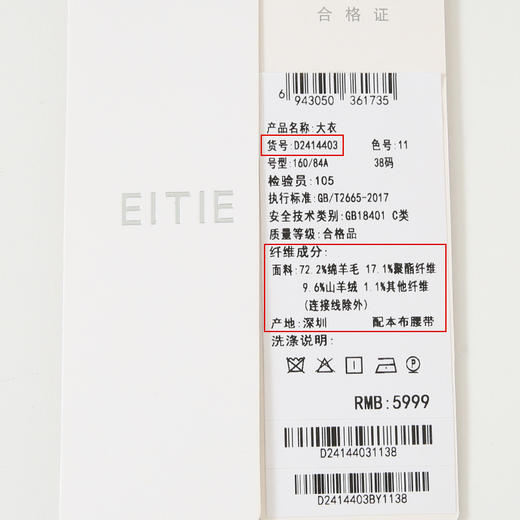 合格证
6 943050 361735
产品名称:大衣
货号:D2414403 色号:11
号型:160/84A 38码
检验员:105
执行标准:GB/T2665-2017
安全技术类别:GB18401 C类
质量等级:合格品
纤维成分:
面料:72.2%绵羊毛 17.1%聚酯纤维
9.6%山羊绒 1.1%其他纤维
(连接线除外)
产地:深圳 配本布腰带
洗涤说明:
RMB:5999
D24144031138
D2414403BY1138
EITIE